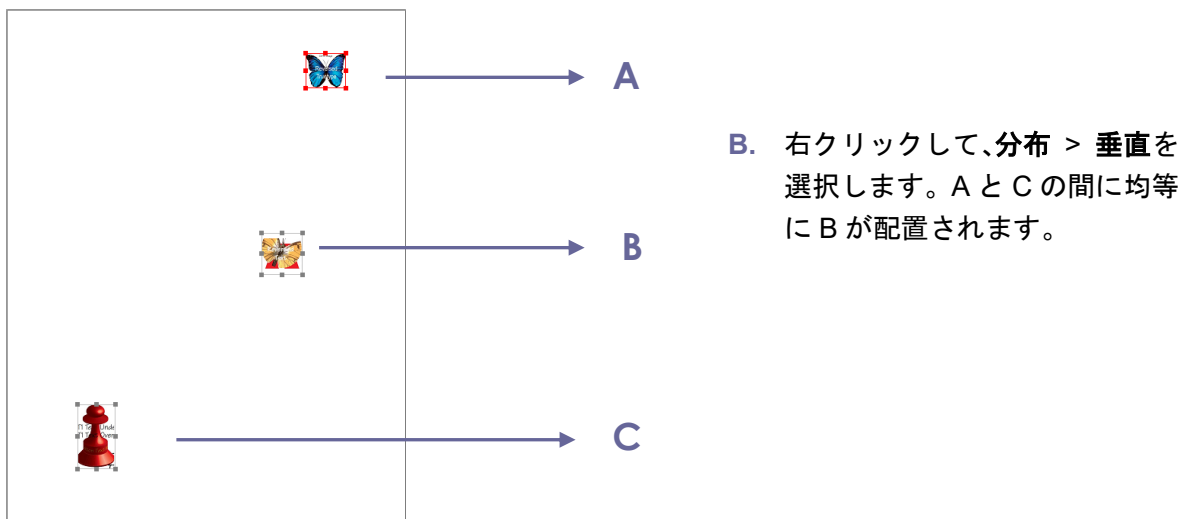 A
B. 右クリックして、分布 > 垂直を
選択します。A と C の間に均等
に B が配置されます。
B
C